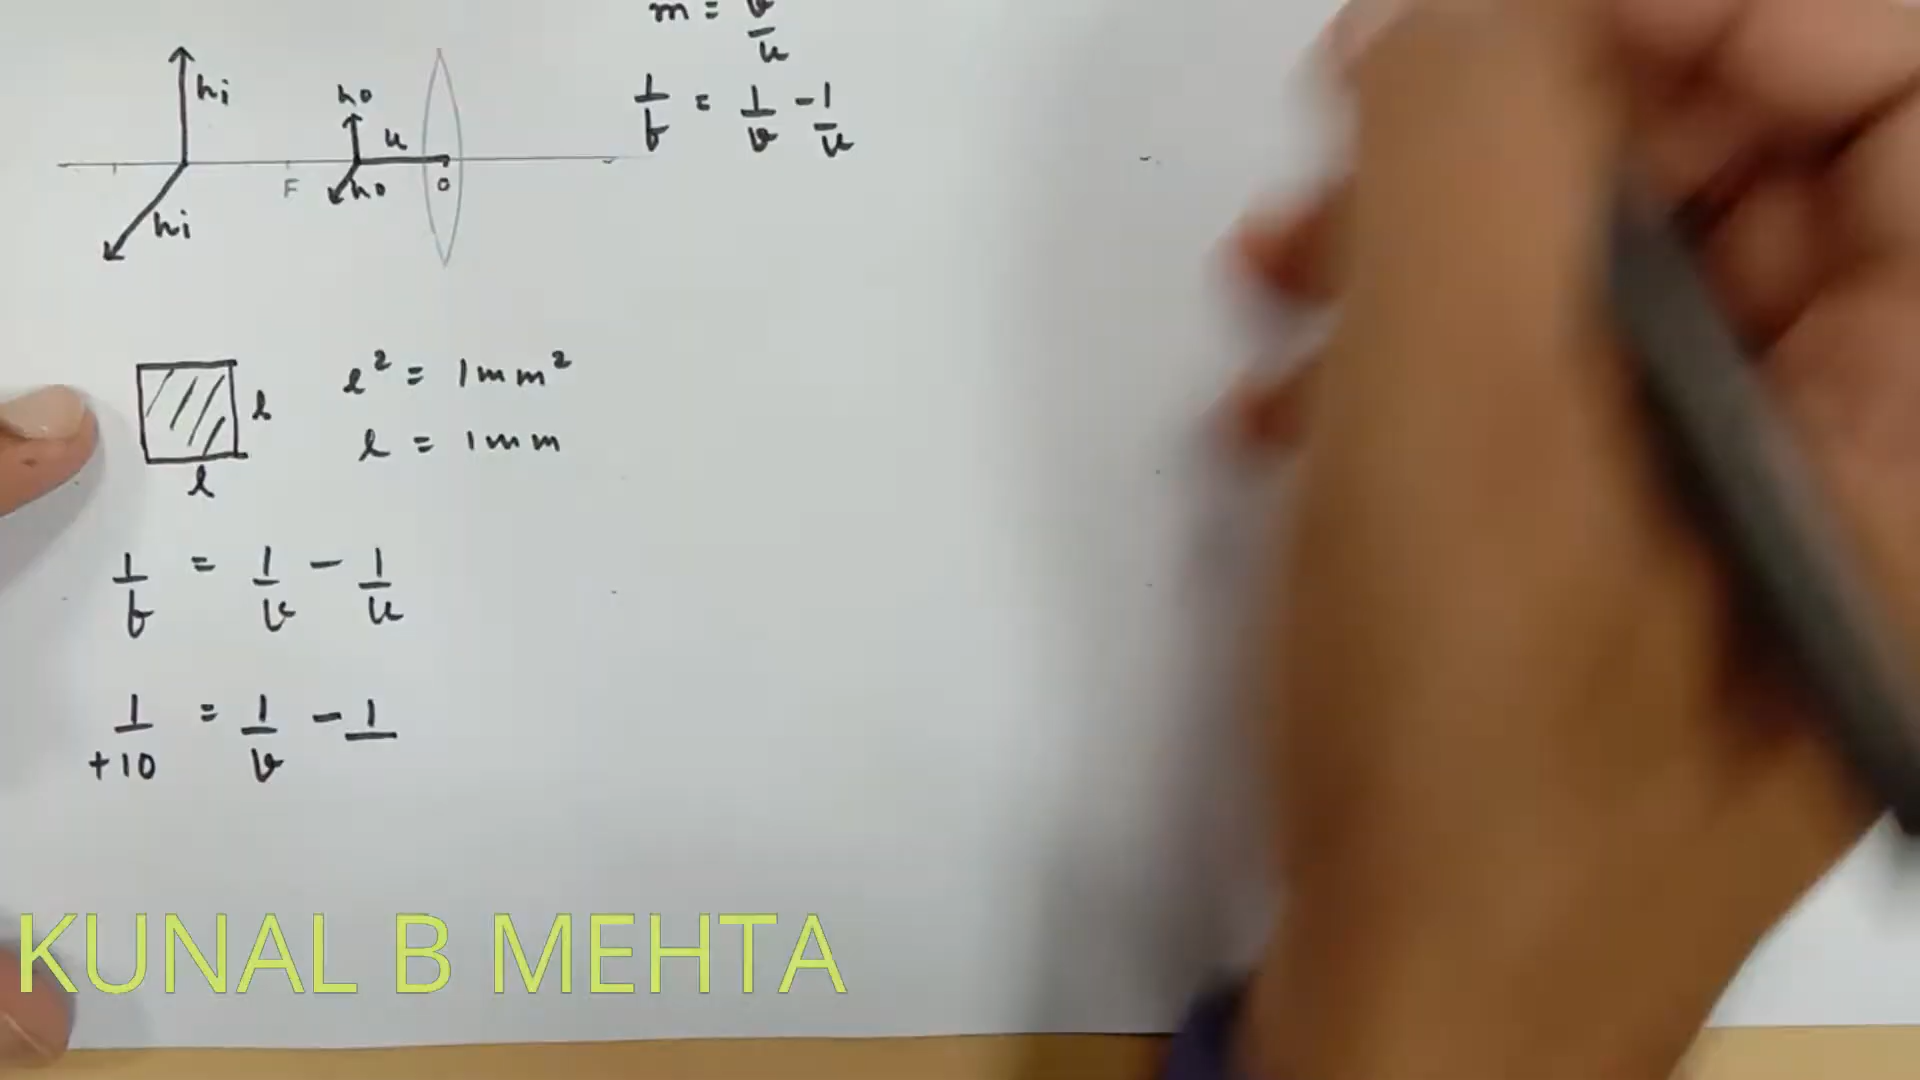 m = v/u
hi
ho
u
1/f = 1/v - 1/u
F
ho
o
hi
l² = 1mm²
l
l = 1mm
l
1/f = 1/v - 1/u
1/+10 = 1/v - 1/
KUNAL B MEHTA